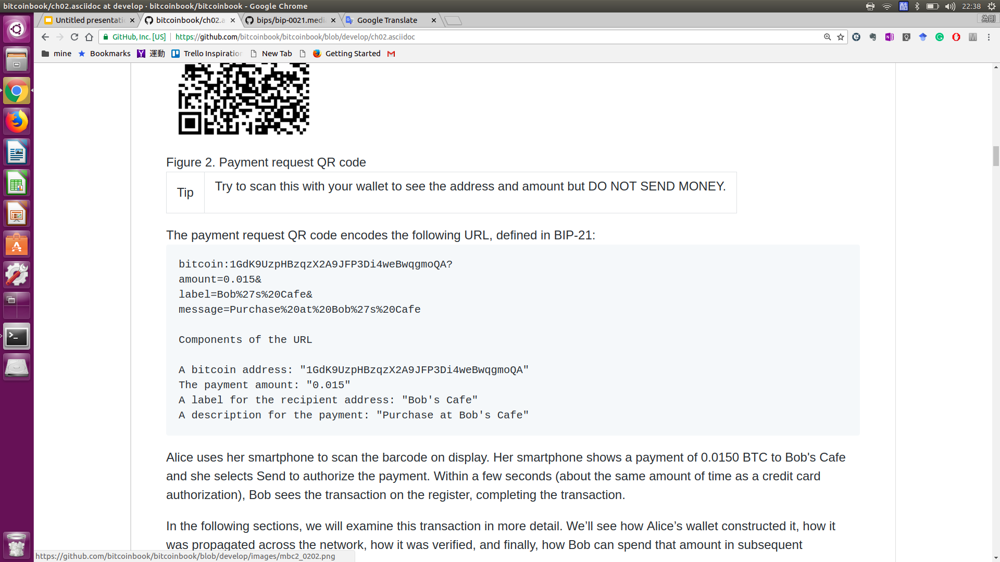 bitcoinbook/ch02.asciidoc at develop · bitcoinbook/bitcoinbook - Google Chrome
酷
22:38
Untitled presentati
bitcoinbook/ch02.a
bips/bip-0021.medi
Google Translate
為剛
GitHub, Inc. [US]
https://github.com/bitcoinbook/bitcoinbook/blob/develop/ch02.asciidoc
mine
Bookmarks
運動
Trello Inspiration
New Tab
Getting Started
Figure 2. Payment request QR code
Tip
Try to scan this with your wallet to see the address and amount but DO NOT SEND MONEY.
The payment request QR code encodes the following URL, defined in BIP-21:
bitcoin:1GdK9UzpHBzqzX2A9JFP3Di4weBwqgmoQA?
amount=0.015&
label=Bob%27s%20Cafe&
message=Purchase%20at%20Bob%27s%20Cafe
Components of the URL
A bitcoin address: "1GdK9UzpHBzqzX2A9JFP3Di4weBwqgmoQA"
The payment amount: "0.015"
A label for the recipient address: "Bob's Cafe"
A description for the payment: "Purchase at Bob's Cafe"
Alice uses her smartphone to scan the barcode on display. Her smartphone shows a payment of 0.0150 BTC to Bob's Cafe
and she selects Send to authorize the payment. Within a few seconds (about the same amount of time as a credit card
authorization), Bob sees the transaction on the register, completing the transaction.
In the following sections, we will examine this transaction in more detail. We’ll see how Alice’s wallet constructed it, how it
was propagated across the network, how it was verified, and finally, how Bob can spend that amount in subsequent
https://github.com/bitcoinbook/bitcoinbook/blob/develop/images/mbc2_0202.png